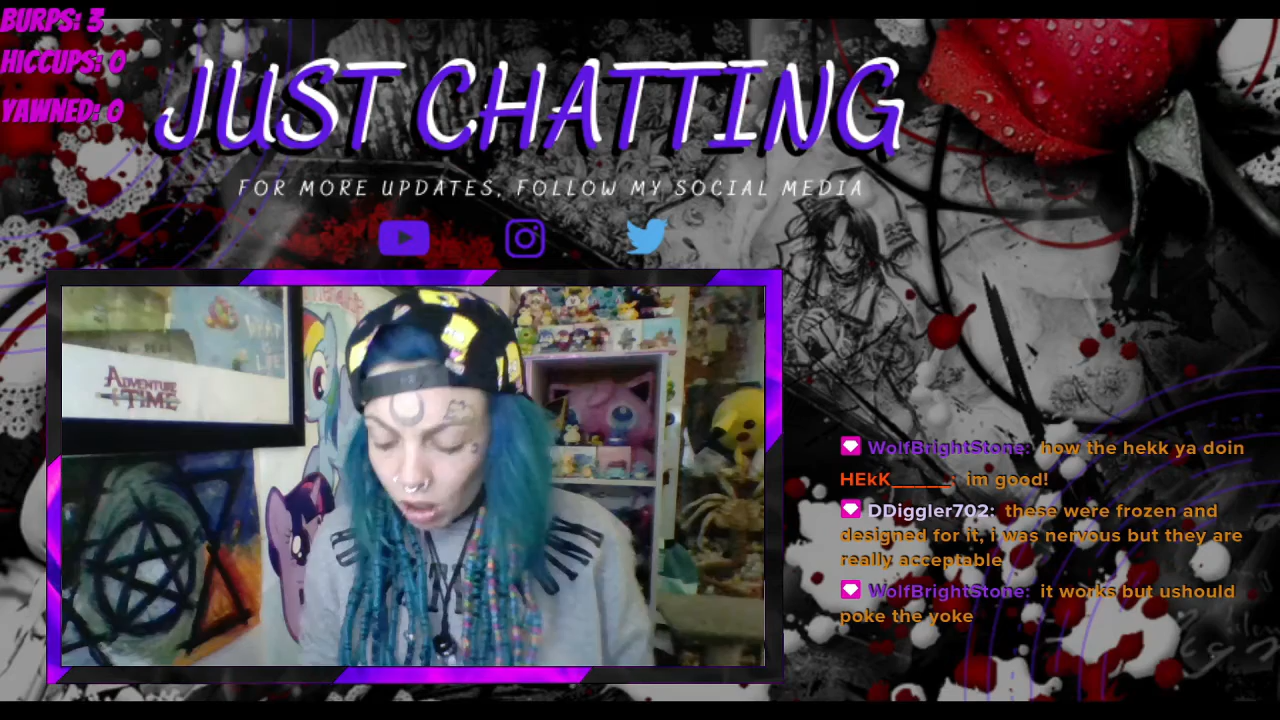 BURPS: 3
HICCUPS: 0
YAWNED: 0
JUST CHATTING
FOR MORE UPDATES, FOLLOW MY SOCIAL MEDIA
ADVENTURE
TIME
WolfBrightStone: how the hekk ya doin
HEkK______: im good!
DDiggler702: these were frozen and
designed for it, i was nervous but they are
really acceptable
WolfBrightStone: it works but ushould
poke the yoke